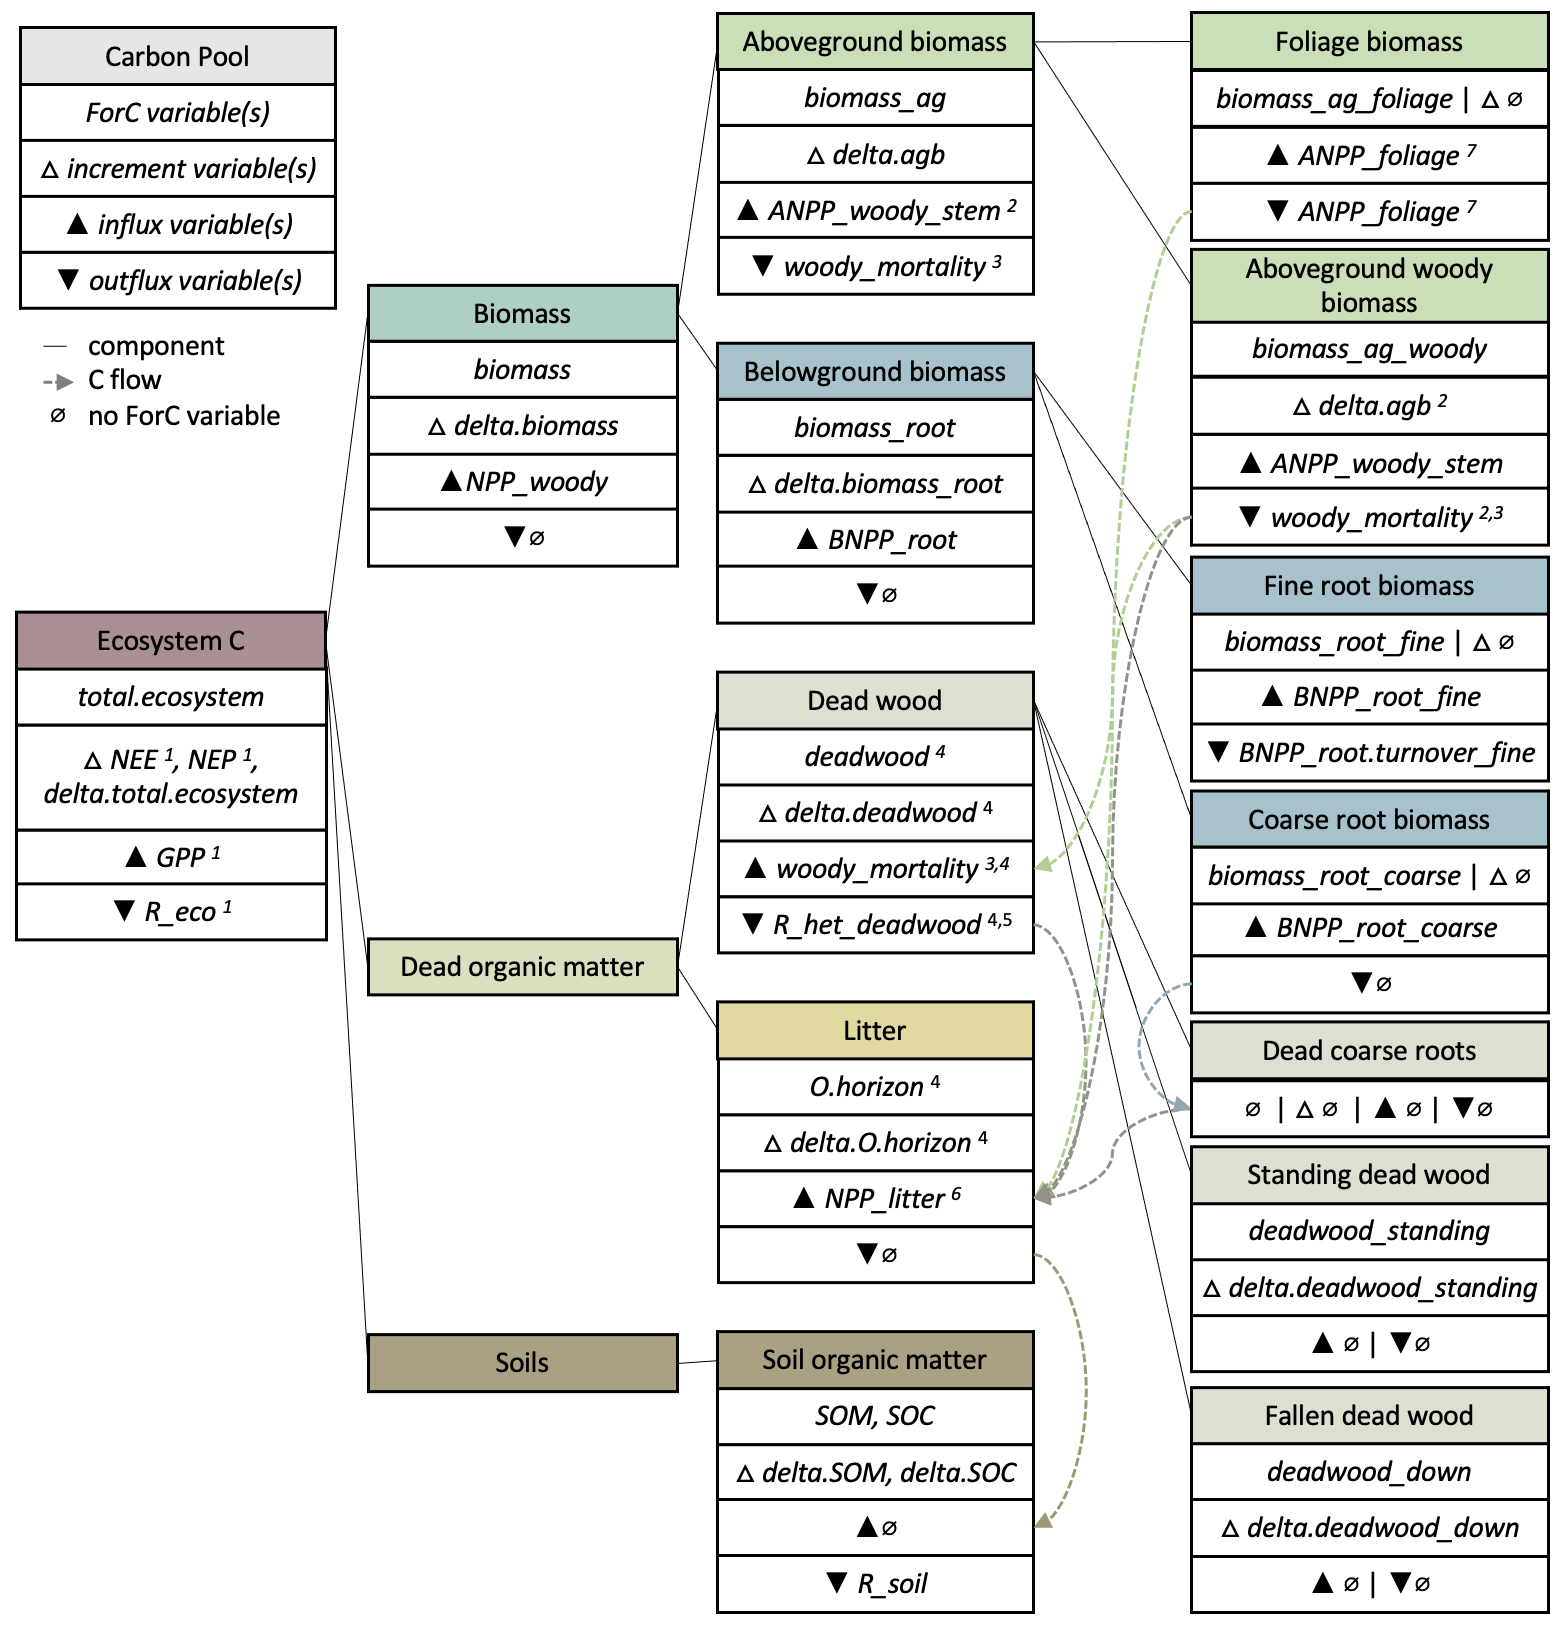 Carbon Pool
ForC variable(s)
△ increment variable(s)
▲ influx variable(s)
▼ outflux variable(s)
component
C flow
∅ no ForC variable
Ecosystem C
total.ecosystem
△ NEE ¹, NEP ¹,
delta.total.ecosystem
▲ GPP ¹
▼ R_eco ¹
Biomass
biomass
△ delta.biomass
▲ NPP_woody
▼ ∅
Dead organic matter
Soils
Aboveground biomass
biomass_ag
△ delta.agb
▲ ANPP_woody_stem ²
▼ woody_mortality ³
Belowground biomass
biomass_root
△ delta.biomass_root
▲ BNPP_root
▼ ∅
Dead wood
deadwood ⁴
△ delta.deadwood ⁴
▲ woody_mortality ³,⁴
▼ R_het_deadwood ⁴,⁵
Litter
O.horizon ⁴
△ delta.O.horizon ⁴
▲ NPP_litter ⁶
▼ ∅
Soil organic matter
SOM, SOC
△ delta.SOM, delta.SOC
▲ ∅
▼ R_soil
Foliage biomass
biomass_ag_foliage | △ ∅
▲ ANPP_foliage ⁷
▼ ANPP_foliage ⁷
Aboveground woody
biomass
biomass_ag_woody
△ delta.agb ²
▲ ANPP_woody_stem
▼ woody_mortality ²,³
Fine root biomass
biomass_root_fine | △ ∅
▲ BNPP_root_fine
▼ BNPP_root.turnover_fine
Coarse root biomass
biomass_root_coarse | △ ∅
▲ BNPP_root_coarse
▼ ∅
Dead coarse roots
∅ | △ ∅ | ▲ ∅ | ▼ ∅
Standing dead wood
deadwood_standing
△ delta.deadwood_standing
▲ ∅ | ▼ ∅
Fallen dead wood
deadwood_down
△ delta.deadwood_down
▲ ∅ | ▼ ∅